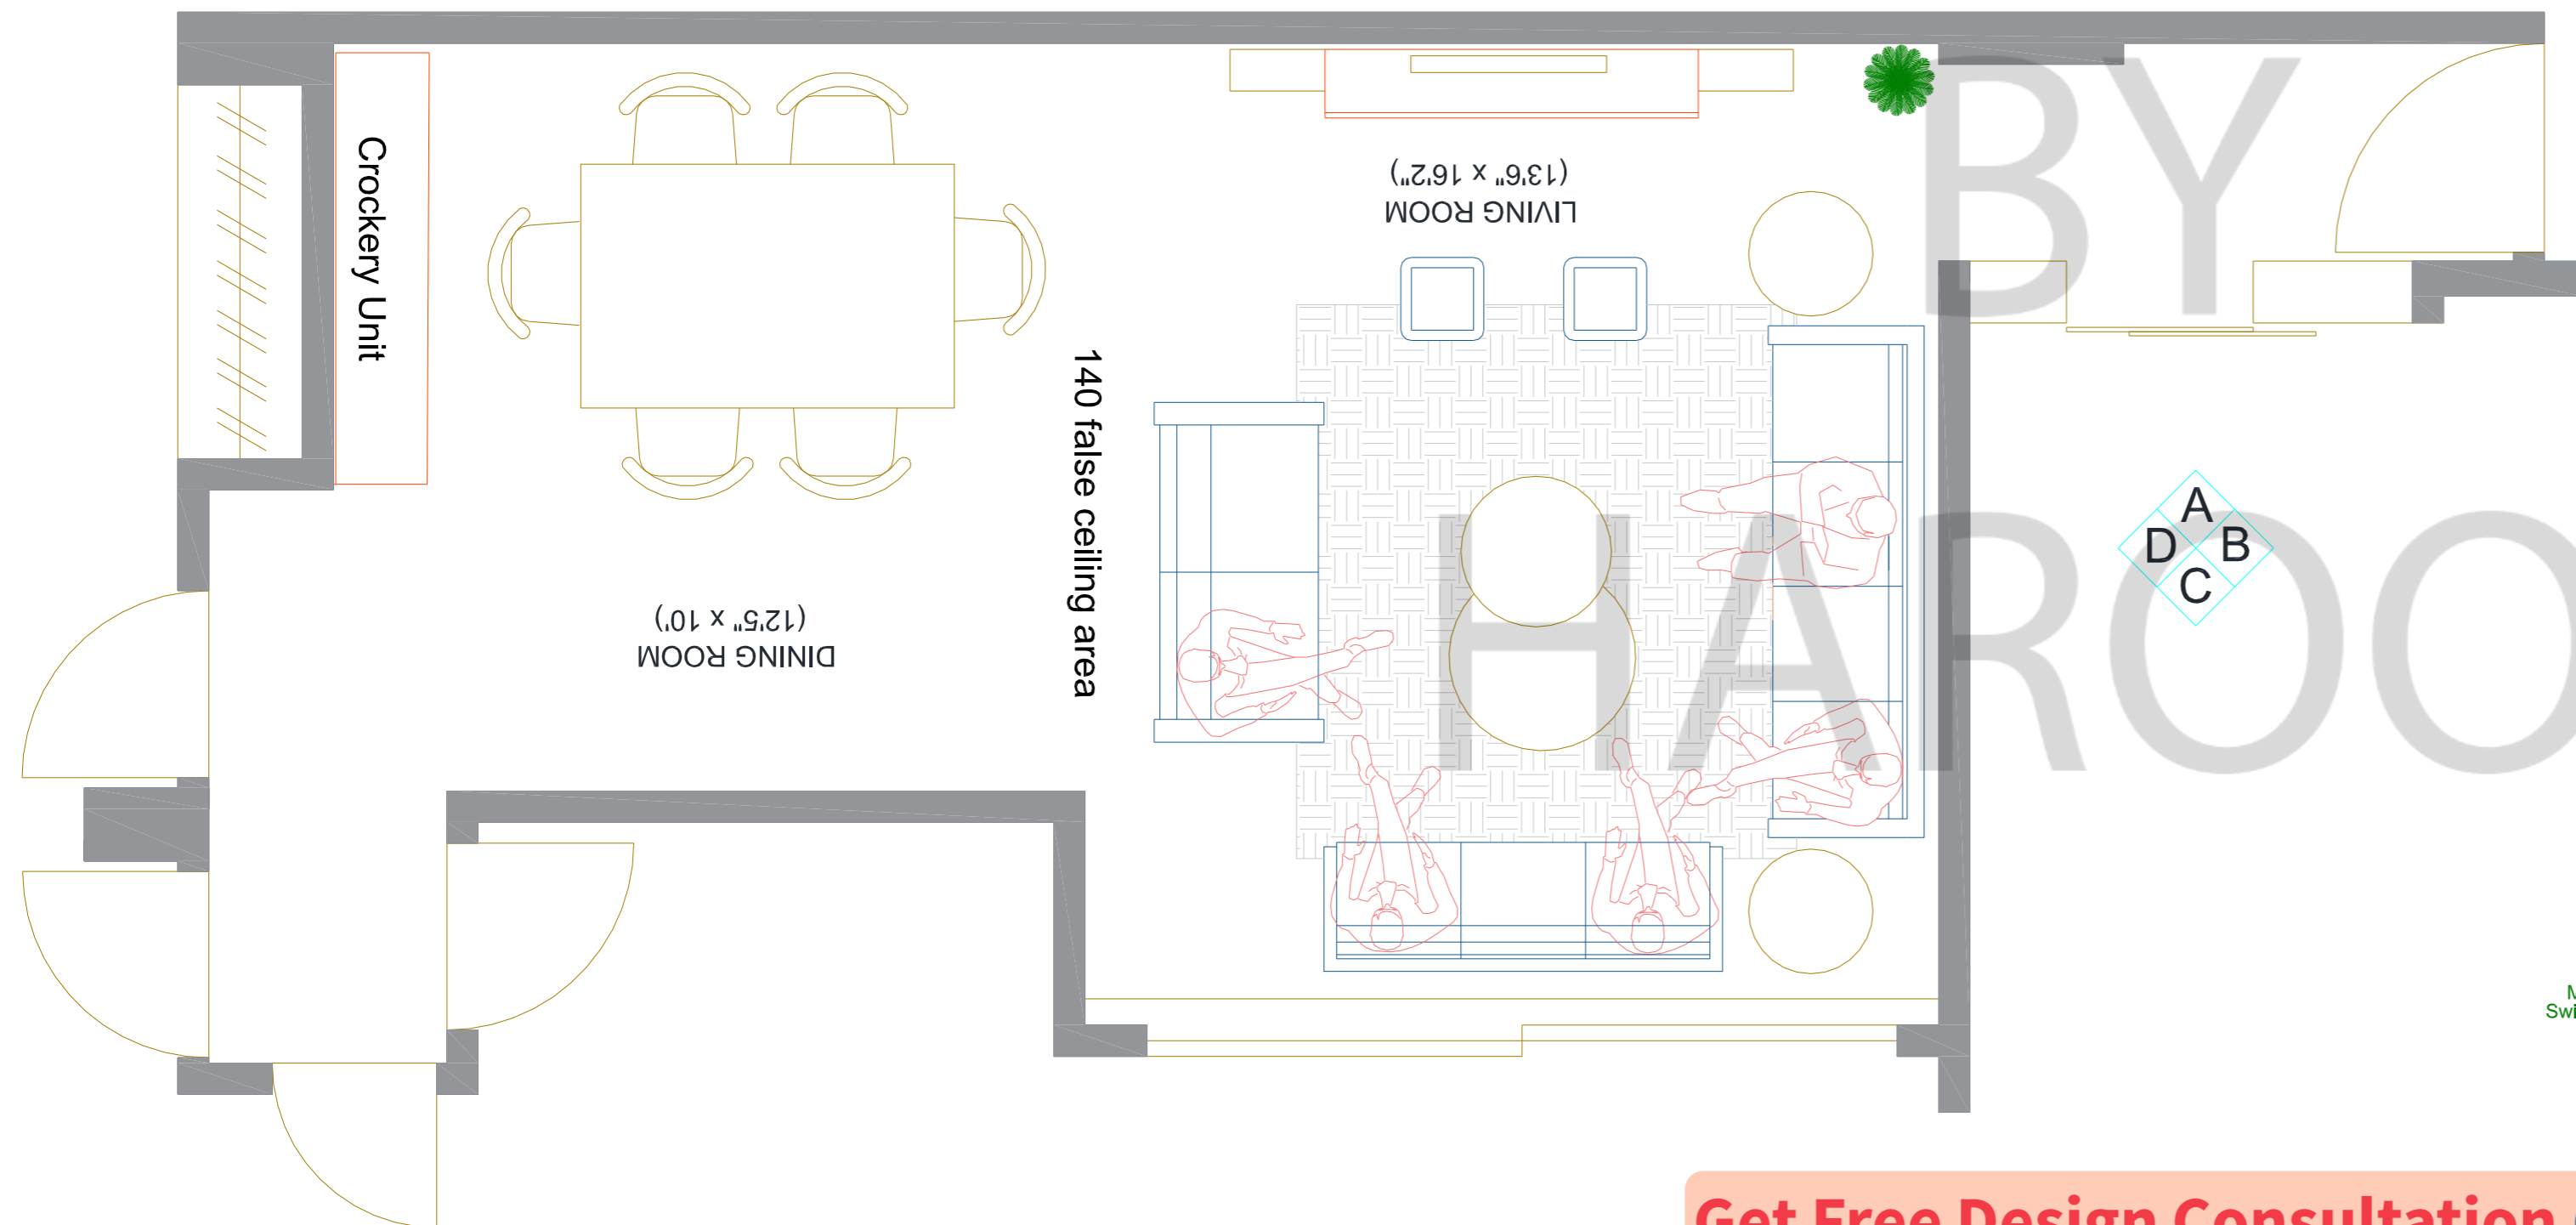 BY
HAROO
Crockery Unit
LIVING ROOM
(13'6" x 16'2")
140 false ceiling area
DINING ROOM
(12'5" x 10')
A
D B
C
M
Swi
Get Free Design Consultation